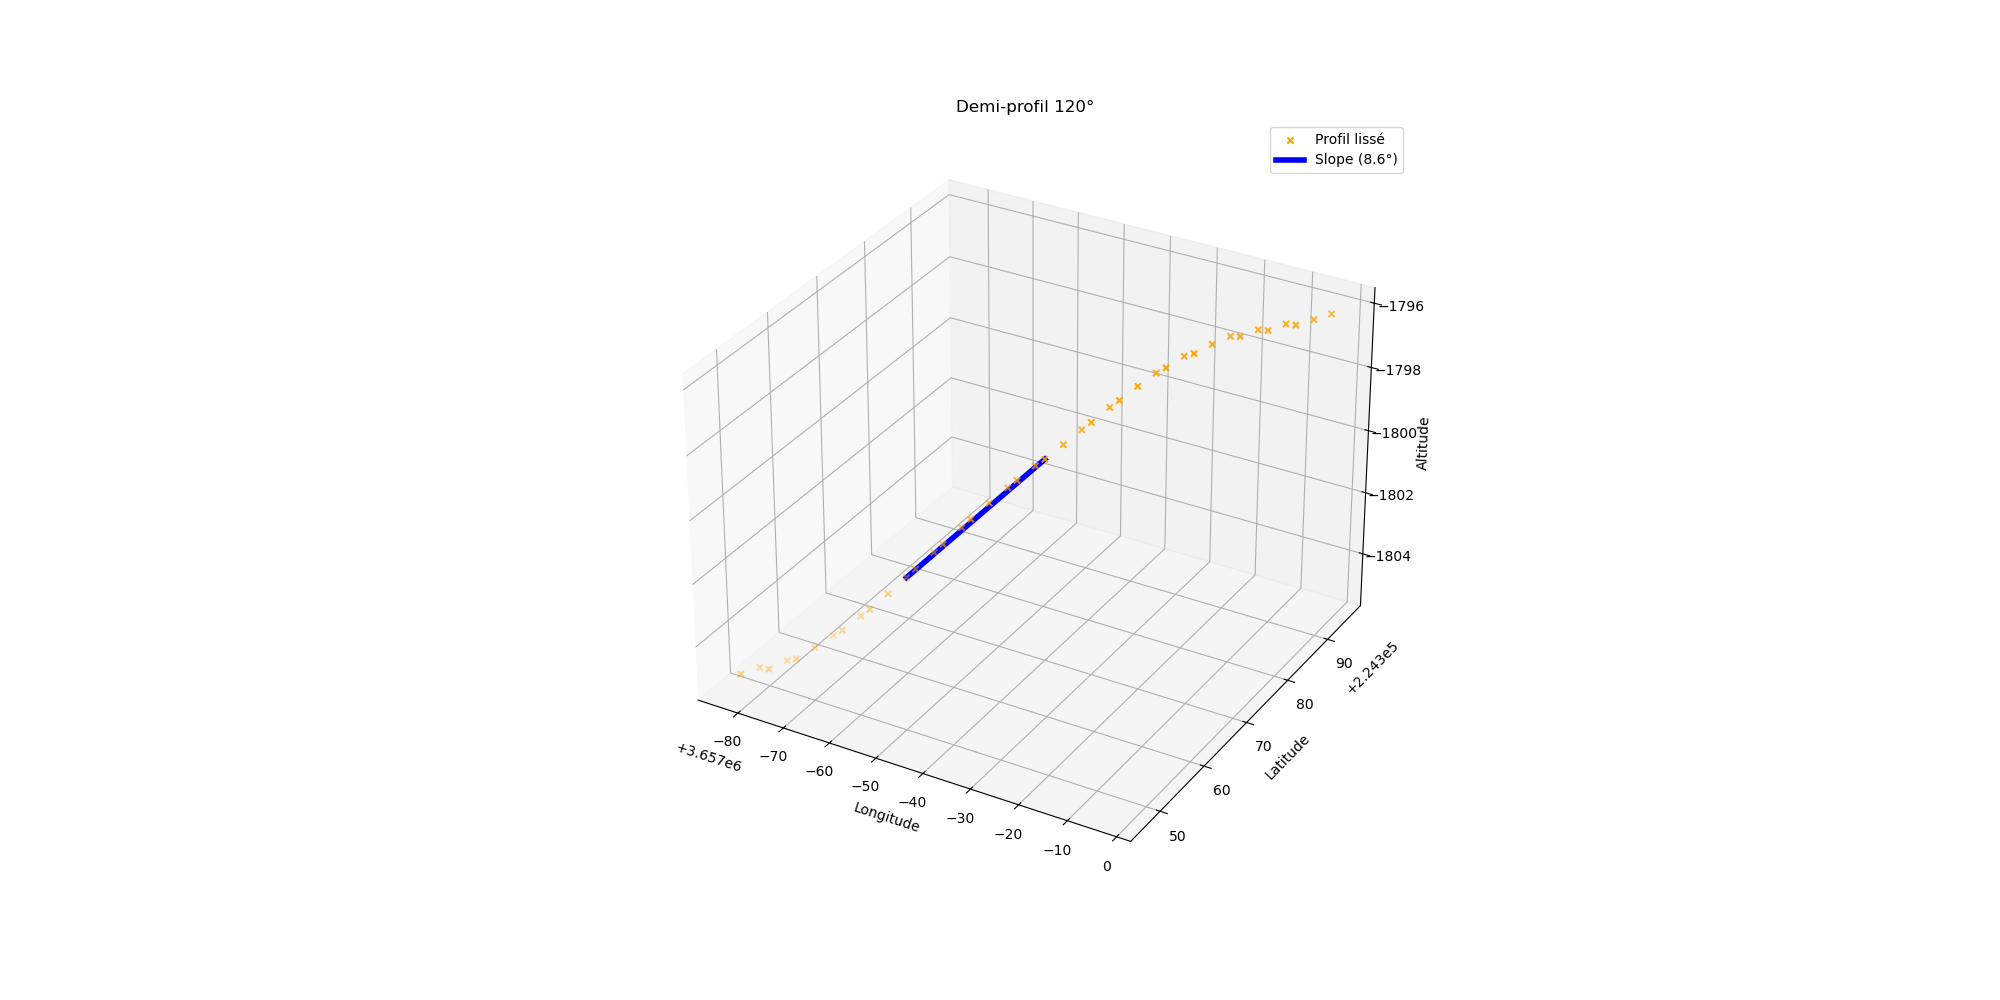 Demi-profil 120°
Profil lissé
Slope (8.6°)
−1796
−1798
−1800
−1802
−1804
Altitude
90
80
70
60
50
+2.243e5
Latitude
−80
−70
−60
−50
−40
−30
−20
−10
0
+3.657e6
Longitude